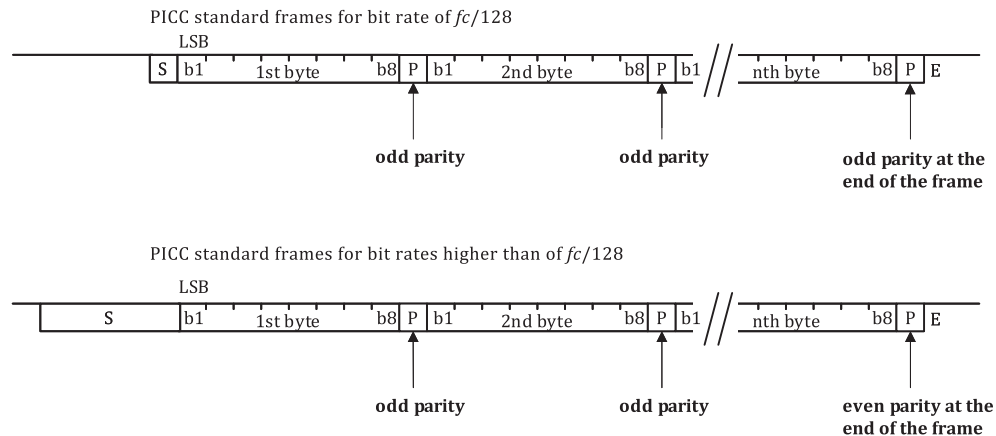 PICC standard frames for bit rate of fc/128
LSB
S b1 1st byte b8 P b1 2nd byte b8 P b1 nth byte b8 P E
odd parity odd parity odd parity at the
end of the frame
PICC standard frames for bit rates higher than of fc/128
LSB
S b1 1st byte b8 P b1 2nd byte b8 P b1 nth byte b8 P E
odd parity odd parity even parity at the
end of the frame